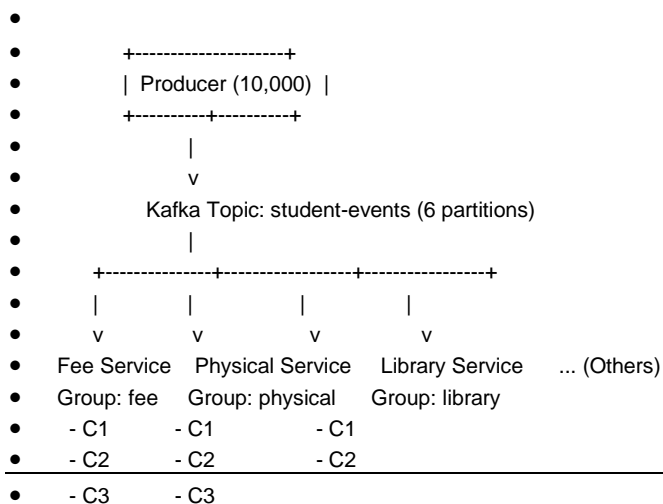 ●
● +---------------------+
● | Producer (10,000) |
● +----------+----------+
● |
● v
● Kafka Topic: student-events (6 partitions)
● |
● +---------------+-------------------+-----------------+
● | | | |
● v v v v
● Fee Service Physical Service Library Service ... (Others)
● Group: fee Group: physical Group: library
● - C1 - C1 - C1
● - C2 - C2 - C2
● - C3 - C3